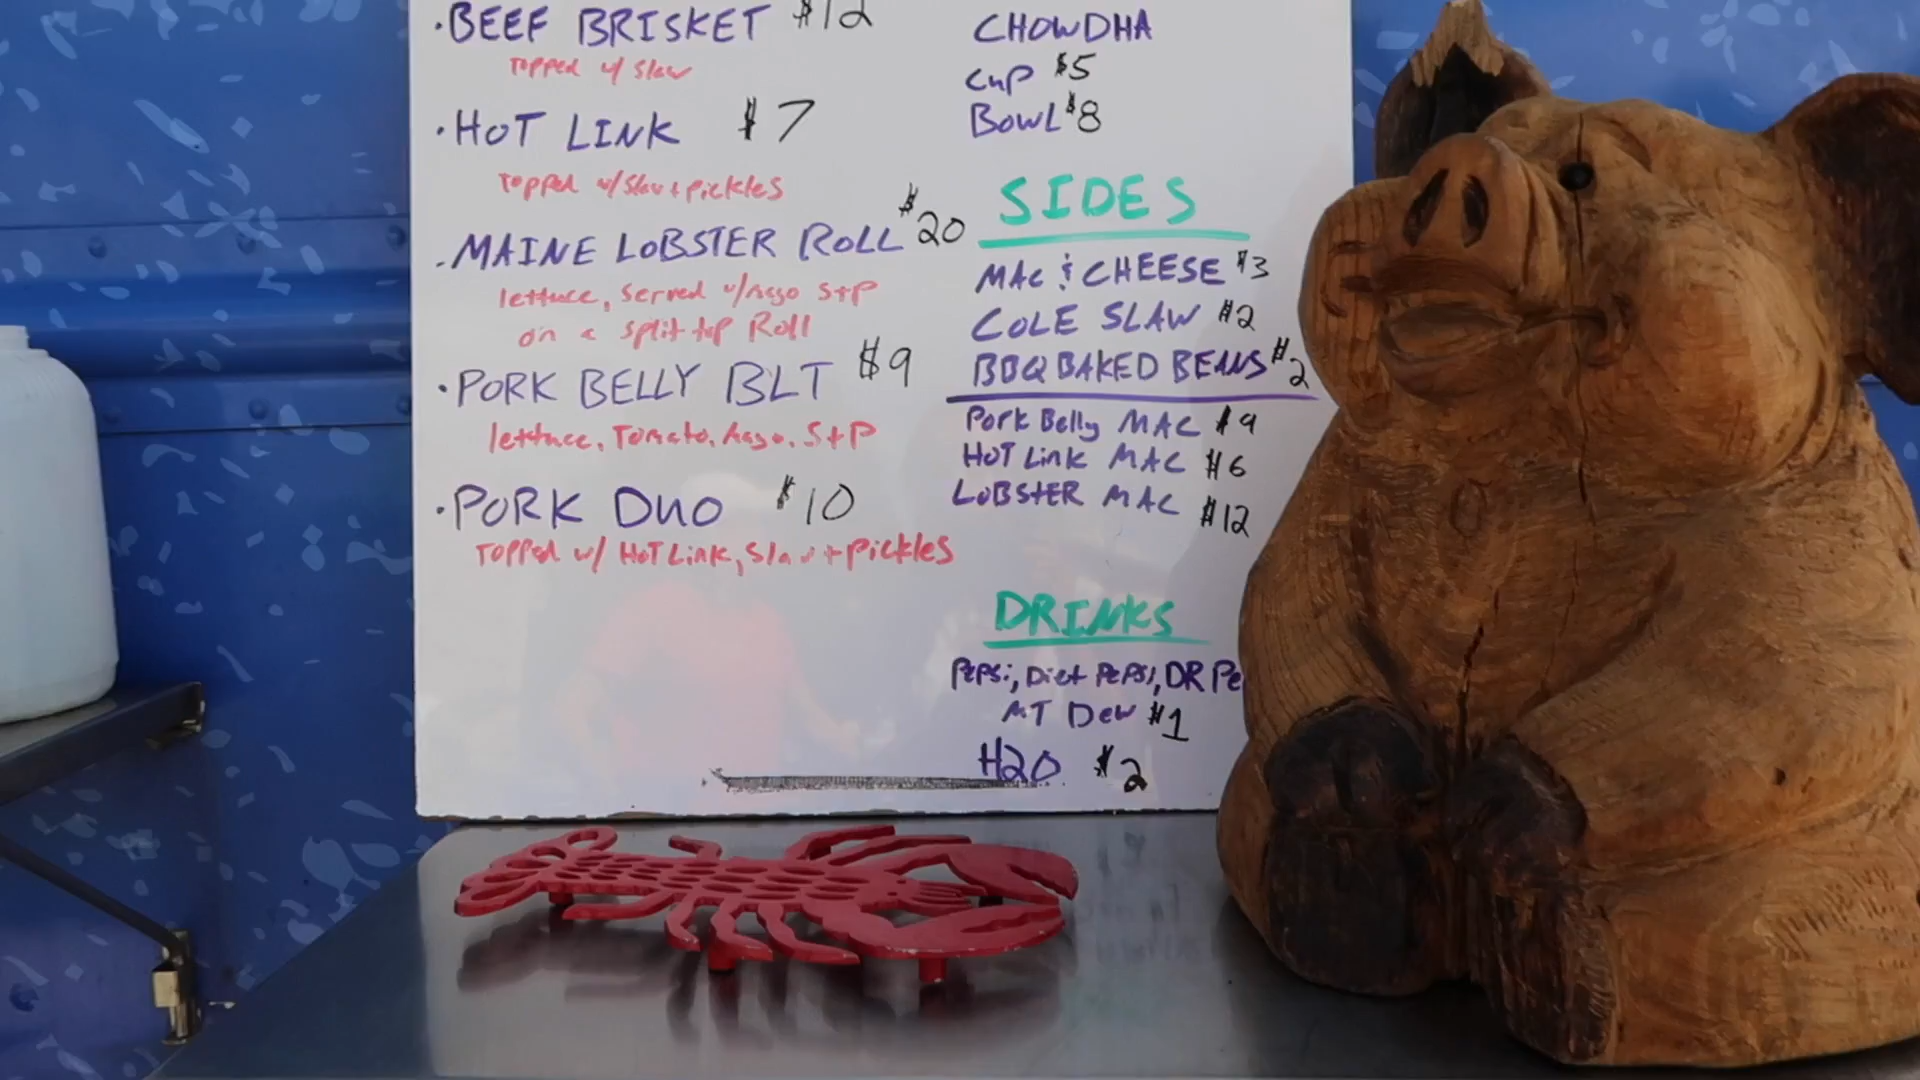 ·BEEF BRISKET $12
Topped w/ Slaw
·HOT LINK $7
Topped w/Slaw + pickles
·MAINE LOBSTER ROLL $20
lettuce, served w/mayo S+P
on a split top Roll
·PORK BELLY BLT $9
lettuce, Tomato, mayo, S+P
·PORK DUO $10
Topped w/ HOT Link, Slaw + pickles
CHOWDHA
Cup $5
BOWL $8
SIDES
MAC & CHEESE $3
COLE SLAW $2
BBQ BAKED BEANS $2
Pork Belly MAC $9
HOT Link MAC $6
LOBSTER MAC $12
DRINKS
Pepsi, Diet Pepsi, DR Pe
MT Dew $1
H2O $2